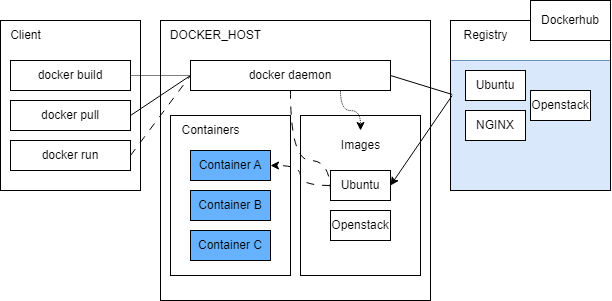 Client
docker build
docker pull
docker run
DOCKER_HOST
docker daemon
Containers
Container A
Container B
Container C
Images
Ubuntu
Openstack
Registry
Dockerhub
Ubuntu
Openstack
NGINX